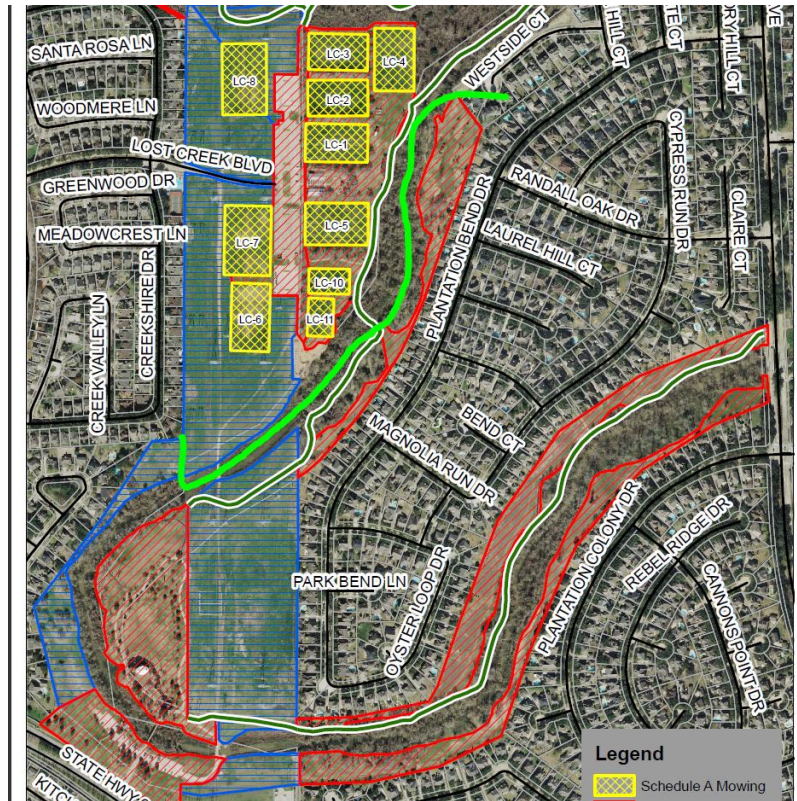 SANTA ROSA LN
WOODMERE LN
LOST CREEK BLVD
GREENWOOD DR
MEADOWCREST LN
CREEKSHIRE DR
CREEK VALLEY LN
LC-8
LC-3
LC-4
LC-2
LC-1
LC-7
LC-5
LC-10
LC-6
LC-11
WESTSIDE CT
HILL CT
CYPRESS RUN DR
RANDALL OAK DR
CLAIRE CT
LAUREL HILL CT
PLANTATION BEND DR
BEND CT
MAGNOLIA RUN DR
PARK BEND LN
OYSTER LOOP DR
PLANTATION COLONY DR
REBEL RIDGE DR
CANNONS POINT DR
STATE HWY
Legend
Schedule A Mowing